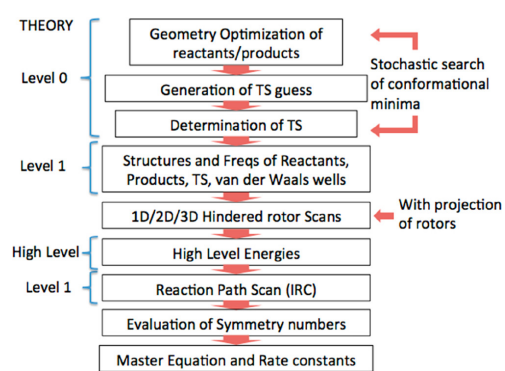 THEORY
Geometry Optimization of
reactants/products
Level 0
Stochastic search
of conformational
minima
Generation of TS guess
Determination of TS
Level 1
Structures and Freqs of Reactants,
Products, TS, van der Waals wells
1D/2D/3D Hindered rotor Scans
With projection
of rotors
High Level
High Level Energies
Level 1
Reaction Path Scan (IRC)
Evaluation of Symmetry numbers
Master Equation and Rate constants